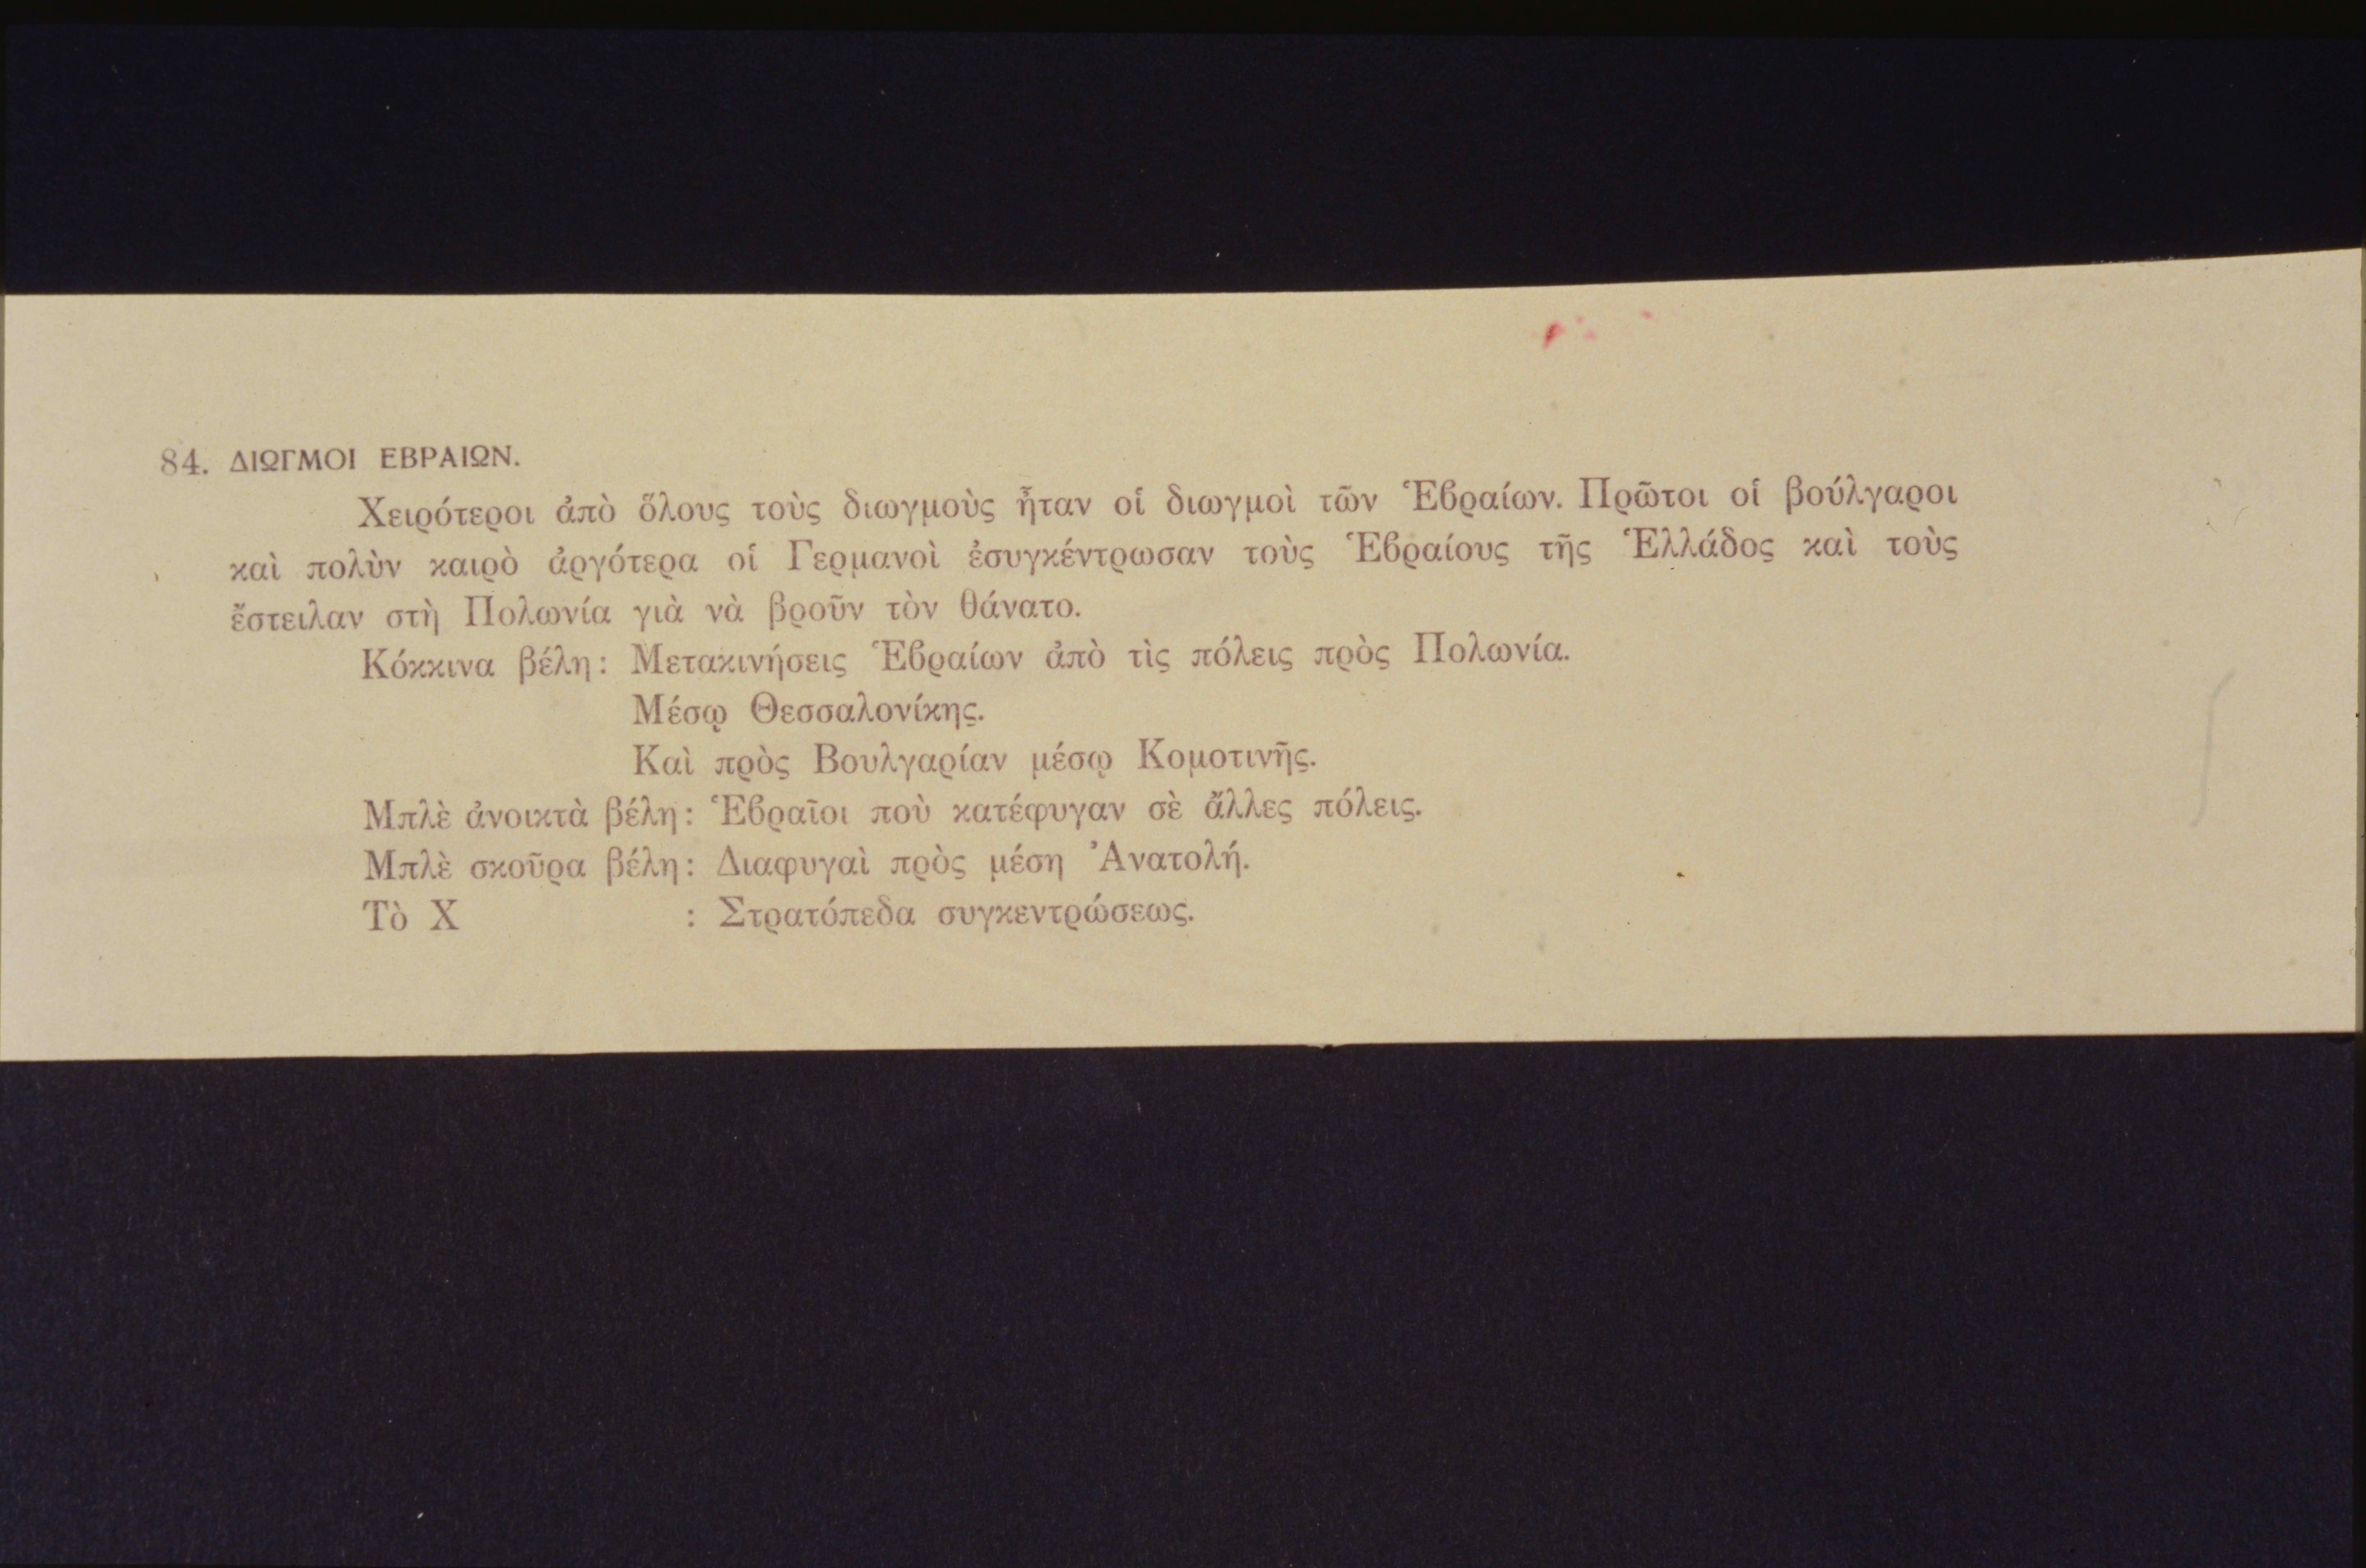 84. ΔΙΩΓΜΟΙ ΕΒΡΑΙΩΝ.
Χειρότεροι ἀπὸ ὅλους τοὺς διωγμοὺς ἦταν οἱ διωγμοὶ τῶν Ἑβραίων. Πρῶτοι οἱ βούλγαροι
καὶ πολὺν καιρὸ ἀργότερα οἱ Γερμανοὶ ἐσυγκέντρωσαν τοὺς Ἑβραίους τῆς Ἑλλάδος καὶ τοὺς
ἔστειλαν στὴ Πολωνία γιὰ νὰ βροῦν τὸν θάνατο.
Κόκκινα βέλη: Μετακινήσεις Ἑβραίων ἀπὸ τὶς πόλεις πρὸς Πολωνία.
Μέσῳ Θεσσαλονίκης.
Καὶ πρὸς Βουλγαρίαν μέσῳ Κομοτινῆς.
Μπλὲ ἀνοικτὰ βέλη: Ἑβραῖοι ποὺ κατέφυγαν σὲ ἄλλες πόλεις.
Μπλὲ σκοῦρα βέλη: Διαφυγαὶ πρὸς μέση Ἀνατολή.
Τὸ Χ : Στρατόπεδα συγκεντρώσεως.